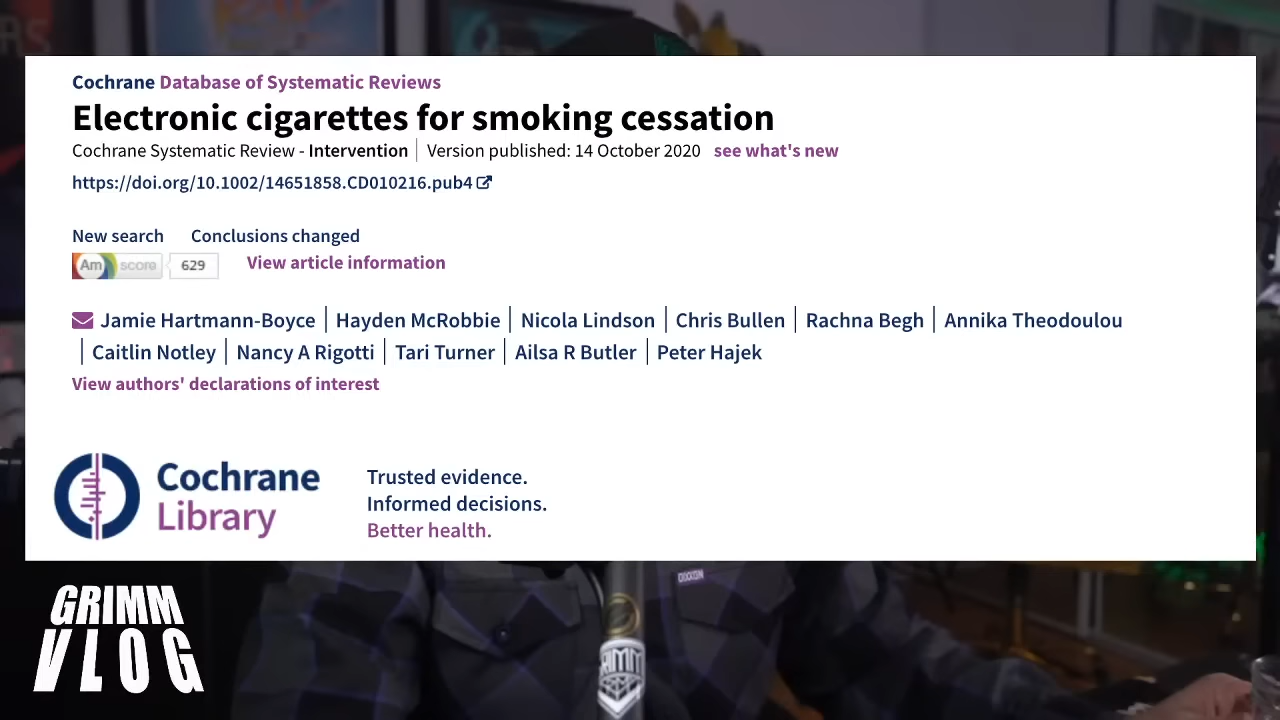 Cochrane Database of Systematic Reviews
Electronic cigarettes for smoking cessation
Cochrane Systematic Review - Intervention | Version published: 14 October 2020 see what's new
https://doi.org/10.1002/14651858.CD010216.pub4
New search Conclusions changed
Am score 629 View article information
Jamie Hartmann-Boyce | Hayden McRobbie | Nicola Lindson | Chris Bullen | Rachna Begh | Annika Theodoulou
| Caitlin Notley | Nancy A Rigotti | Tari Turner | Ailsa R Butler | Peter Hajek
View authors' declarations of interest
Cochrane
Library
Trusted evidence.
Informed decisions.
Better health.
GRIMM
VLOG